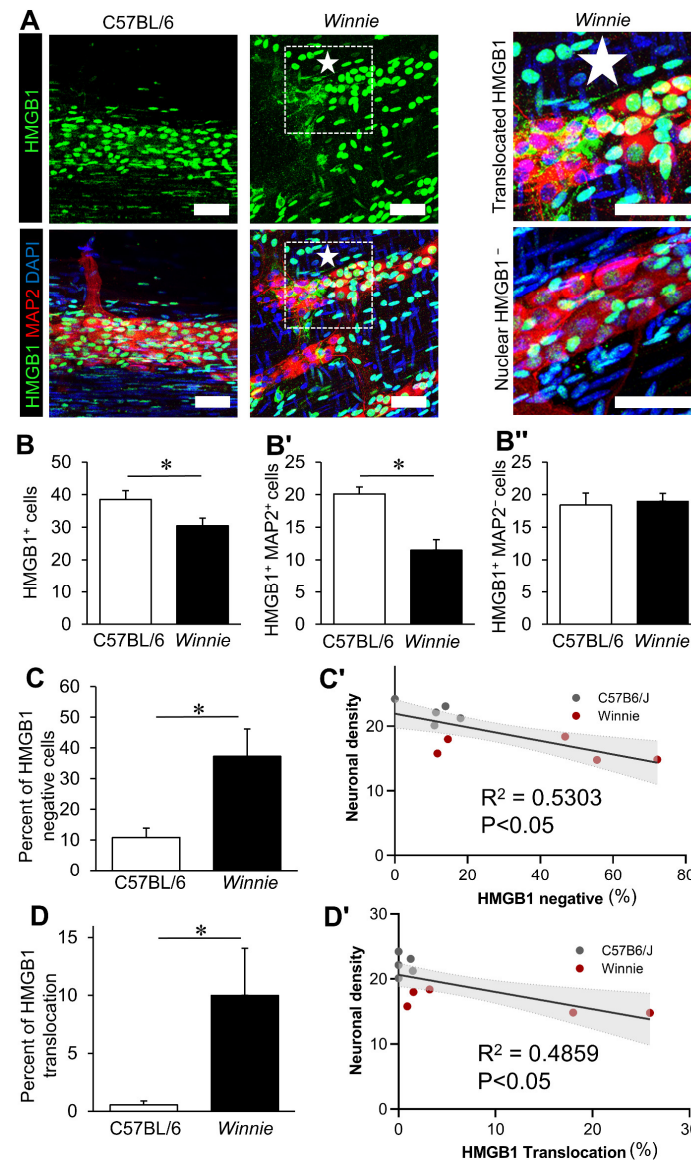 A
C57BL/6
Winnie
Winnie
HMGB1
HMGB1 MAP2 DAPI
Translocated HMGB1
Nuclear HMGB1 −
B
HMGB1+ cells
50
40
30
20
10
0
*
C57BL/6 Winnie
B'
HMGB1+ MAP2+ cells
25
20
15
10
5
0
*
C57BL/6 Winnie
B"
HMGB1+ MAP2− cells
25
20
15
10
5
0
C57BL/6 Winnie
C
Percent of HMGB1
negative cells
60
50
40
30
20
10
0
*
C57BL/6 Winnie
C'
Neuronal density
20
10
0
C57B6/J
Winnie
R2 = 0.5303
P<0.05
0 20 40 60 80
HMGB1 negative (%)
D
Percent of HMGB1
translocation
15
10
5
0
*
C57BL/6 Winnie
D'
Neuronal density
30
20
10
0
C57B6/J
Winnie
R2 = 0.4859
P<0.05
0 10 20 30
HMGB1 Translocation (%)